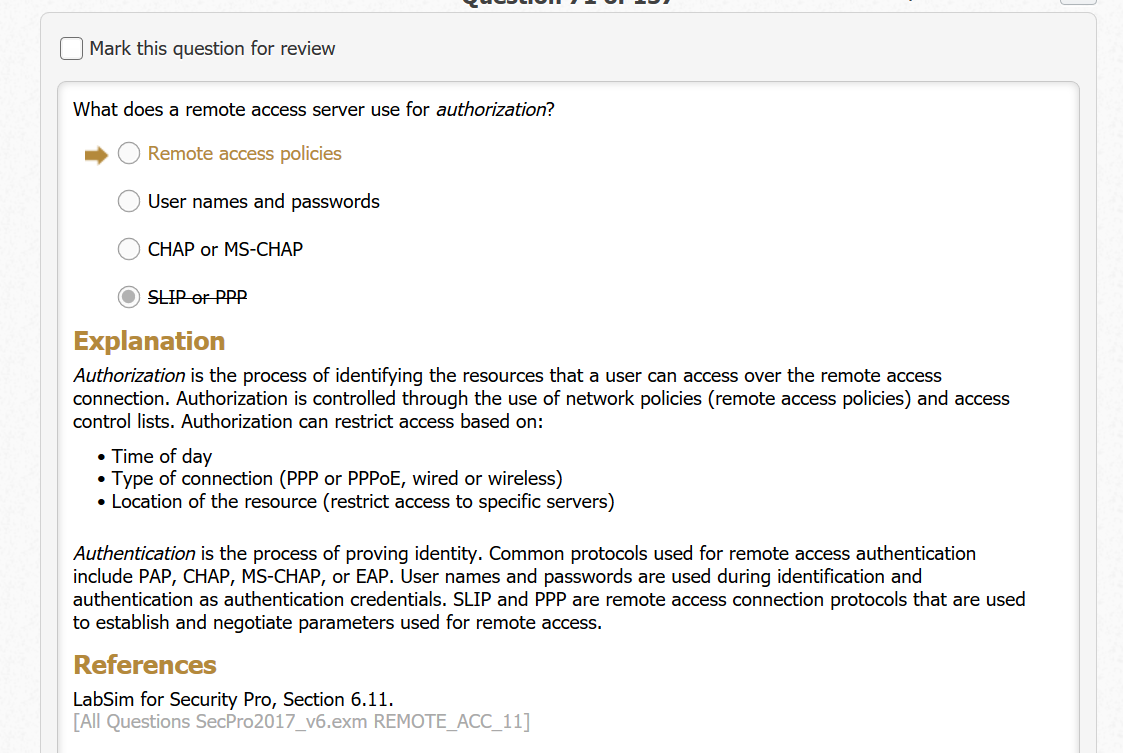 Question 71 of 137
Mark this question for review
What does a remote access server use for authorization?
Remote access policies
User names and passwords
CHAP or MS-CHAP
SLIP or PPP
Explanation
Authorization is the process of identifying the resources that a user can access over the remote access
connection. Authorization is controlled through the use of network policies (remote access policies) and access
control lists. Authorization can restrict access based on:
• Time of day
• Type of connection (PPP or PPPoE, wired or wireless)
• Location of the resource (restrict access to specific servers)
Authentication is the process of proving identity. Common protocols used for remote access authentication
include PAP, CHAP, MS-CHAP, or EAP. User names and passwords are used during identification and
authentication as authentication credentials. SLIP and PPP are remote access connection protocols that are used
to establish and negotiate parameters used for remote access.
References
LabSim for Security Pro, Section 6.11.
[All Questions SecPro2017_v6.exm REMOTE_ACC_11]